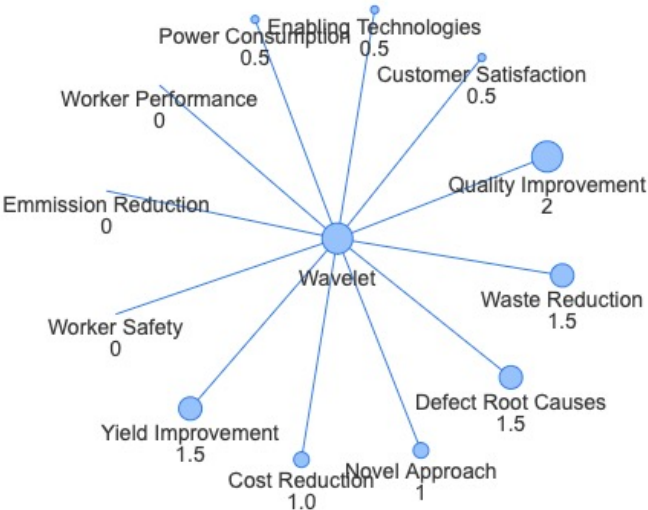 Enabling Technologies
0.5
Power Consumption
0.5
Customer Satisfaction
0.5
Worker Performance
0
Quality Improvement
2
Emmission Reduction
0
Wavelet
Waste Reduction
1.5
Worker Safety
0
Defect Root Causes
1.5
Yield Improvement
1.5
Novel Approach
1
Cost Reduction
1.0